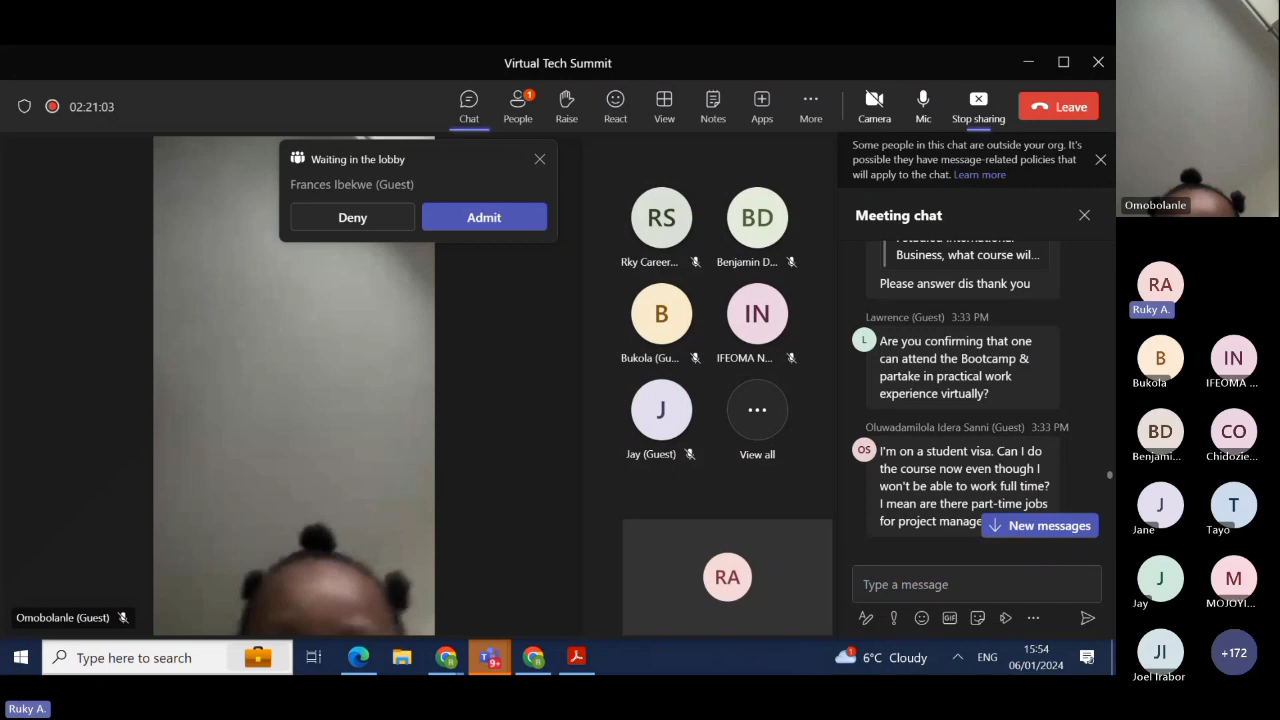 Virtual Tech Summit
02:21:03
Chat
People
1
Raise
React
View
Notes
Apps
More
Camera
Mic
Stop sharing
Leave
Waiting in the lobby
Frances Ibekwe (Guest)
Deny
Admit
Omobolanle (Guest)
RS
Rky Career...
BD
Benjamin D...
B
Bukola (Gu...
IN
IFEOMA N...
J
Jay (Guest)
View all
RA
Some people in this chat are outside your org. It's
possible they have message-related policies that
will apply to the chat. Learn more
Meeting chat
Business, what course wil...
Please answer dis thank you
Lawrence (Guest) 3:33 PM
L
Are you confirming that one
can attend the Bootcamp &
partake in practical work
experience virtually?
Oluwadamilola Idera Sanni (Guest) 3:33 PM
OS
I'm on a student visa. Can I do
the course now even though I
won't be able to work full time?
I mean are there part-time jobs
for project manage
New messages
Type a message
GIF
Type here to search
9+
1
6°C Cloudy
ENG
15:54
06/01/2024
Ruky A.
Omobolanle
RA
Ruky A.
B
Bukola
IN
IFEOMA ...
BD
Benjami...
CO
Chidozie...
J
Jane
T
Tayo
J
Jay
M
MOJOYI...
JI
Joel Irabor
+172